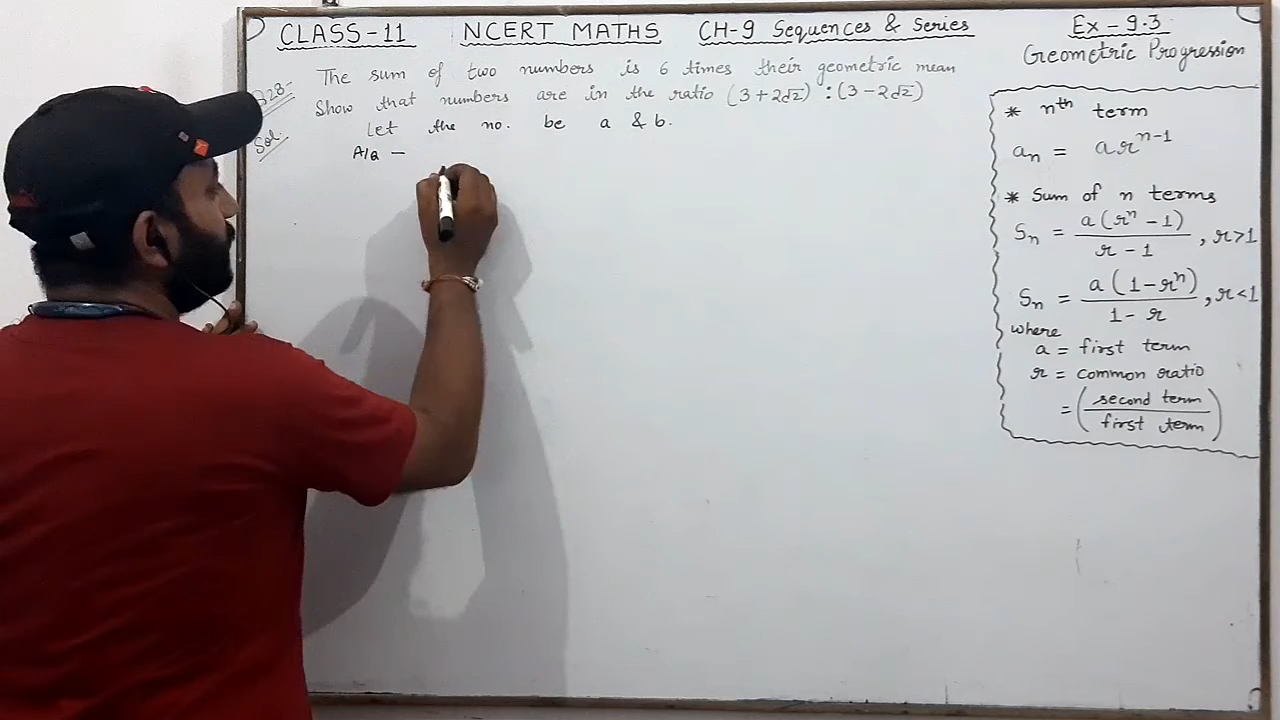 CLASS-11 NCERT MATHS CH-9 Sequences & Series Ex-9.3
Geometric Progression
Q28- The sum of two numbers is 6 times their geometric mean
Show that numbers are in the ratio (3+2√2) : (3-2√2)
Sol. Let the no. be a & b.
A/Q -
* nth term
an = ar^n-1
* Sum of n terms
Sn = a(r^n - 1) / r - 1 , r>1
Sn = a(1-r^n) / 1-r , r<1
where
a = first term
r = common ratio
= (second term / first term)